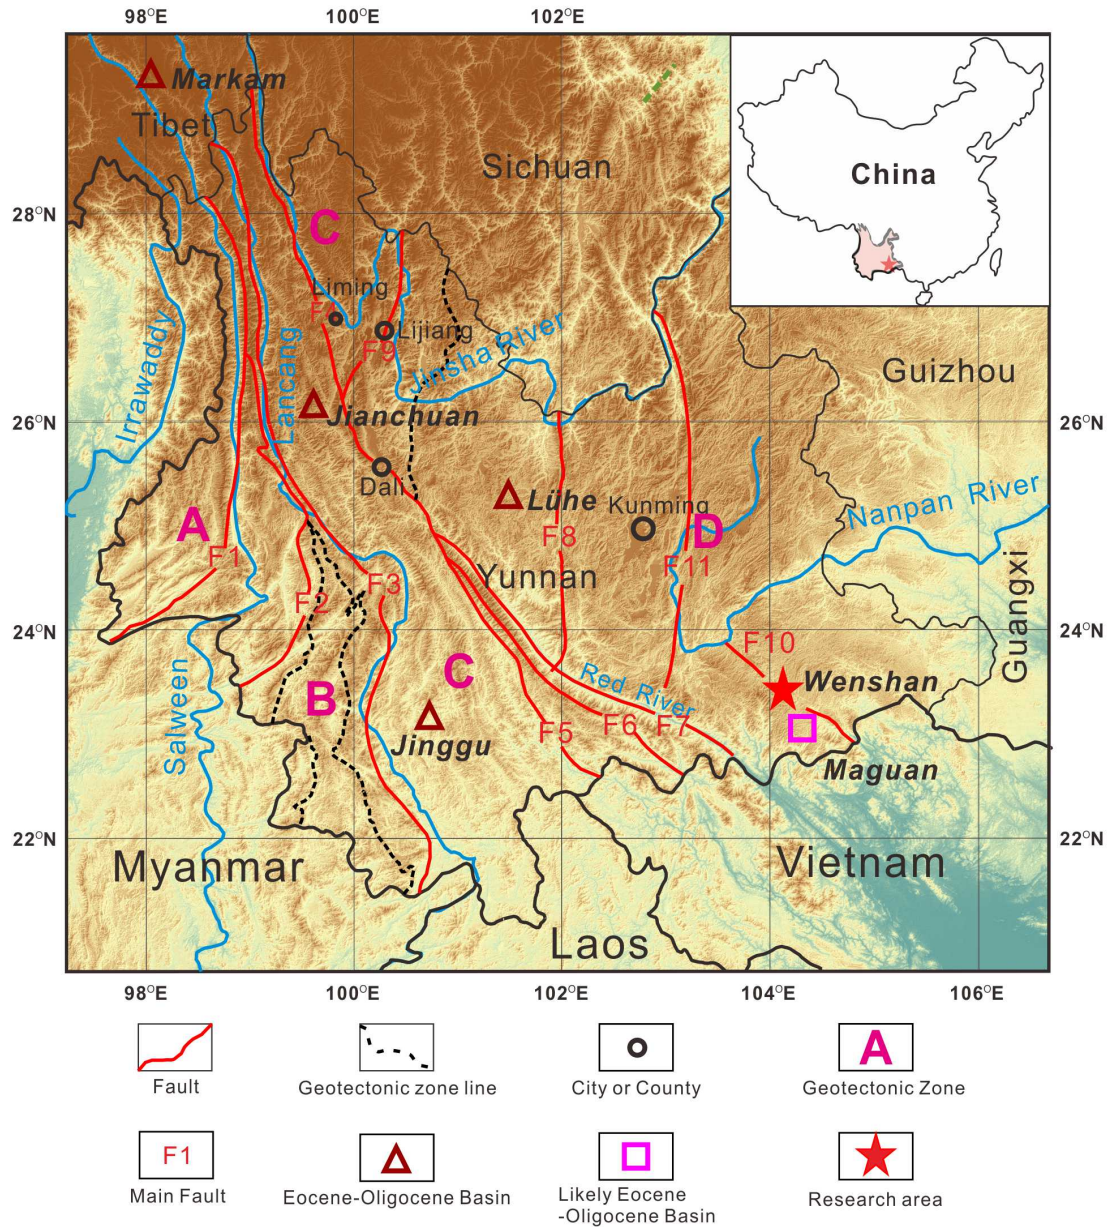 98°E 100°E 102°E
Markam
Tibet
Sichuan
China
28°N
C
Liming
F
Lijiang
F9
Jinsha River
Irrawaddy
Lancang
Guizhou
Jianchuan
26°N 26°N
Dali
Lühe
Kunming
Nanpan River
A
D
F8
F1
F11
Yunnan
F3
F2
Guangxi
24°N 24°N
F10
C
Red River
Wenshan
B
Salween
F5 F6 F7
Jinggu
Maguan
22°N 22°N
Myanmar
Vietnam
Laos
98°E 100°E 102°E 104°E 106°E
A
Fault
Geotectonic zone line
City or County
Geotectonic Zone
F1
Main Fault
Eocene-Oligocene Basin
Likely Eocene
-Oligocene Basin
Research area